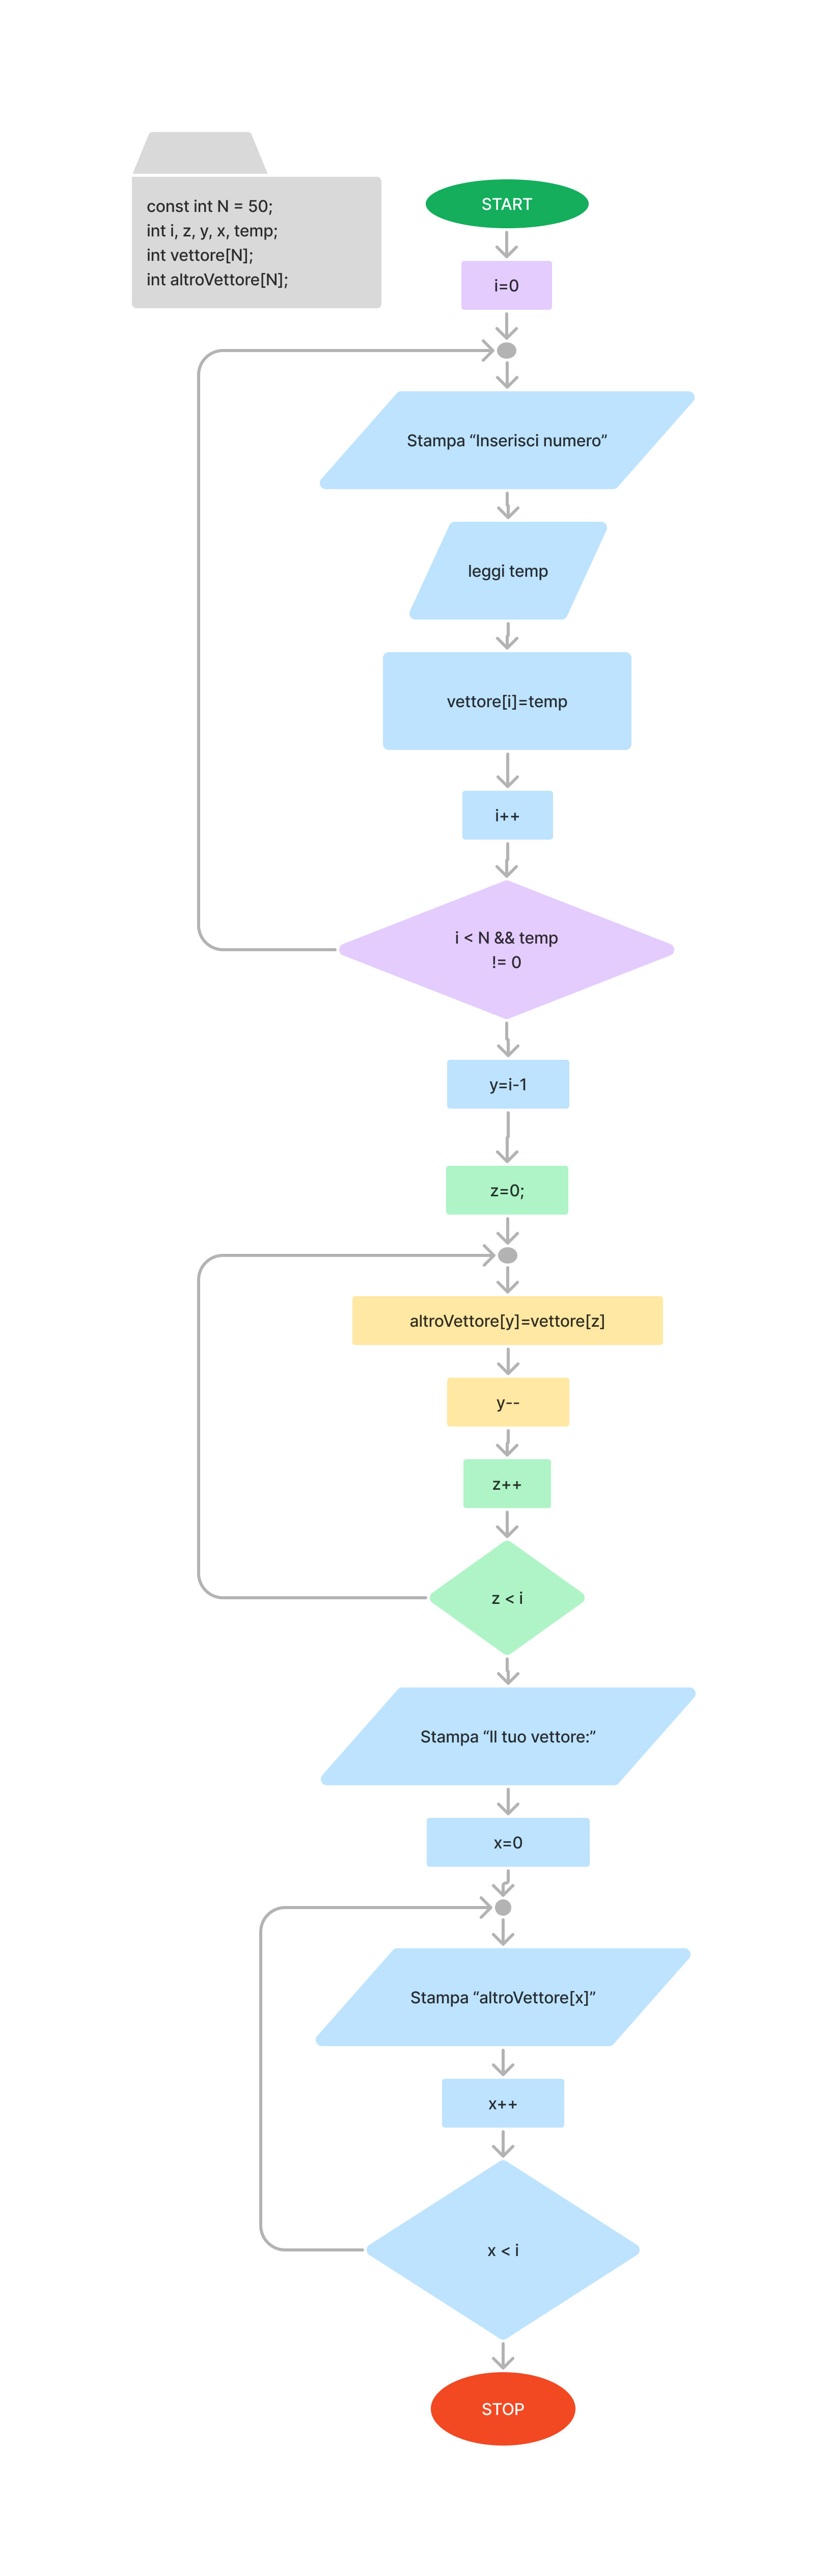 const int N = 50;
int i, z, y, x, temp;
int vettore[N];
int altroVettore[N];
START
i=0
Stampa “Inserisci numero”
leggi temp
vettore[i]=temp
i++
i < N && temp
!= 0
y=i-1
z=0;
altroVettore[y]=vettore[z]
y--
z++
z < i
Stampa “Il tuo vettore:”
x=0
Stampa “altroVettore[x]”
x++
x < i
STOP